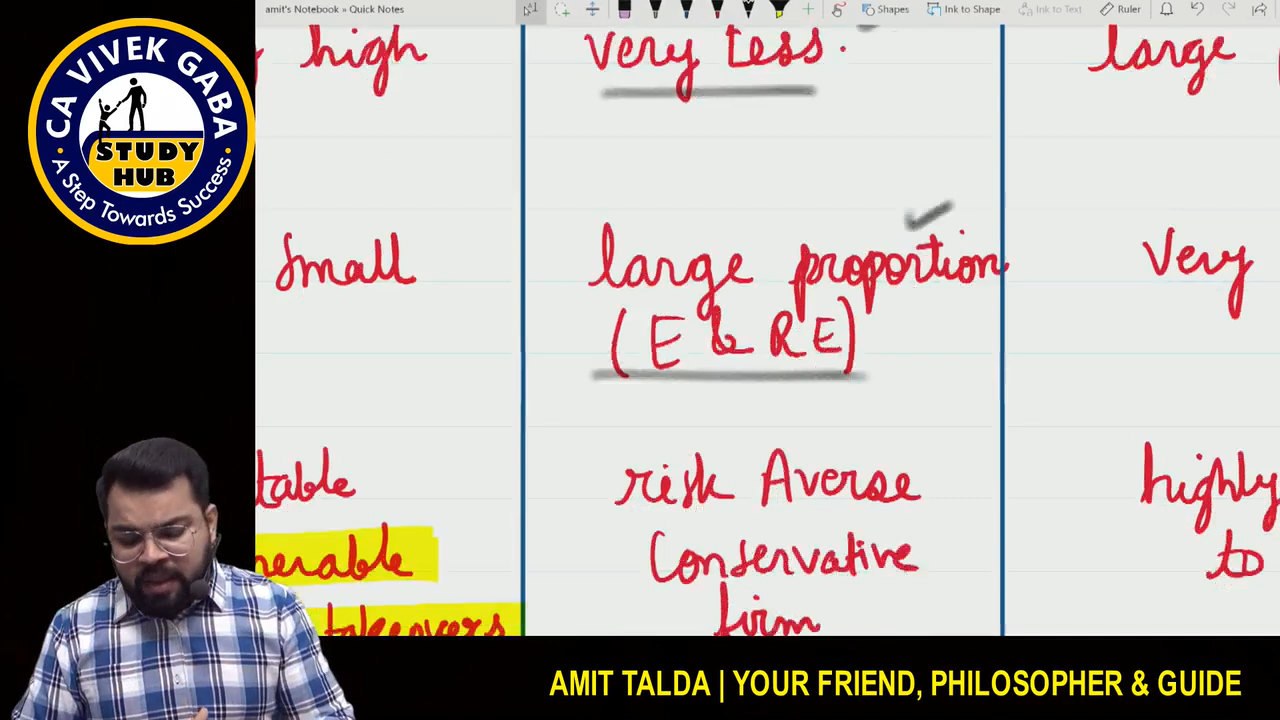 amit's Notebook » Quick Notes
Shapes
Ink to Shape
Ink to Text
Ruler
CA VIVEK GABA
STUDY
HUB
A Step Towards Success
high
very Less.
large
Small
large proportion
(E & RE)
Very
risk Averse
Conservative
firm
highly
to
takeovers
AMIT TALDA | YOUR FRIEND, PHILOSOPHER & GUIDE